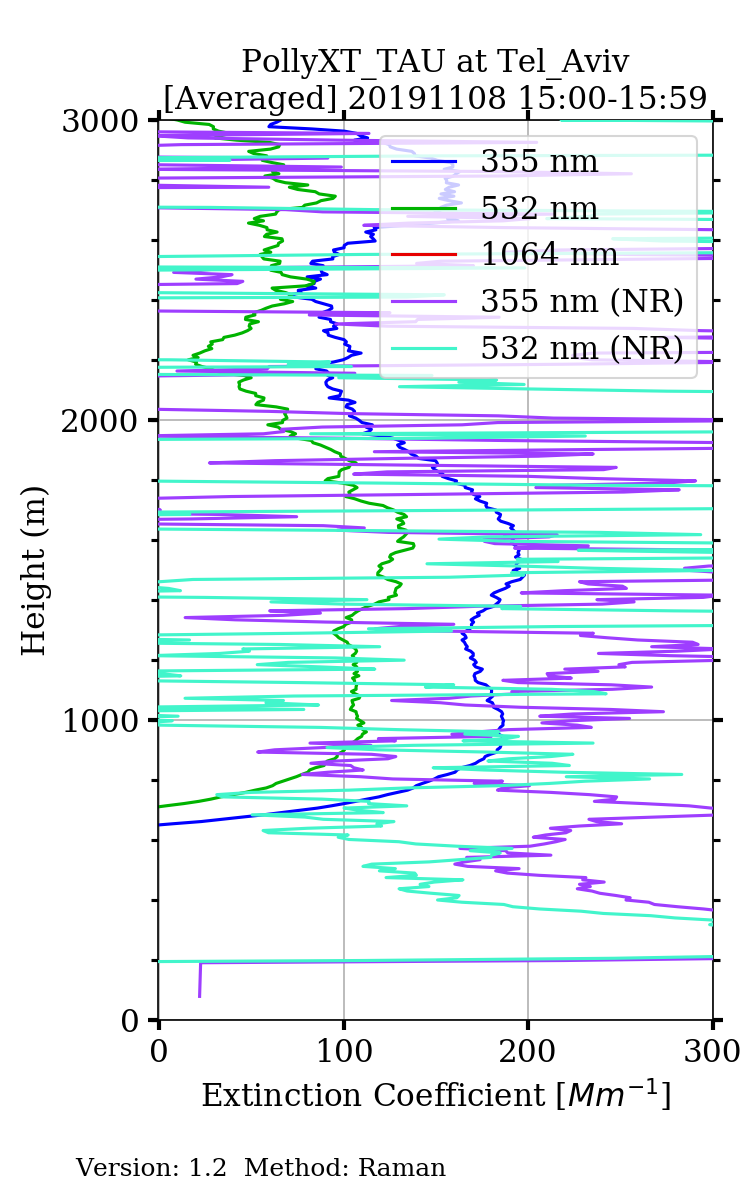 PollyXT_TAU at Tel_Aviv
[Averaged] 20191108 15:00-15:59
3000
2000
1000
0
Height (m)
355 nm
532 nm
1064 nm
355 nm (NR)
532 nm (NR)
0 100 200 300
Extinction Coefficient [Mm⁻¹]
Version: 1.2 Method: Raman